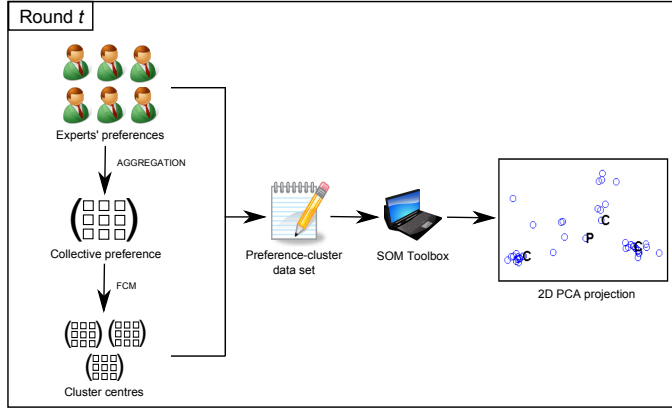 Round t
Experts' preferences
AGGREGATION
Collective preference
FCM
Cluster centres
Preference-cluster
data set
SOM Toolbox
C
P
C
C
2D PCA projection